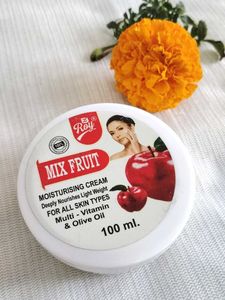 Roy
MIX FRUIT
MOISTURISING CREAM
Deeply Nourishes Light Weight
FOR ALL SKIN TYPES
Multi - Vitamin
& Olive Oil
100 ml.